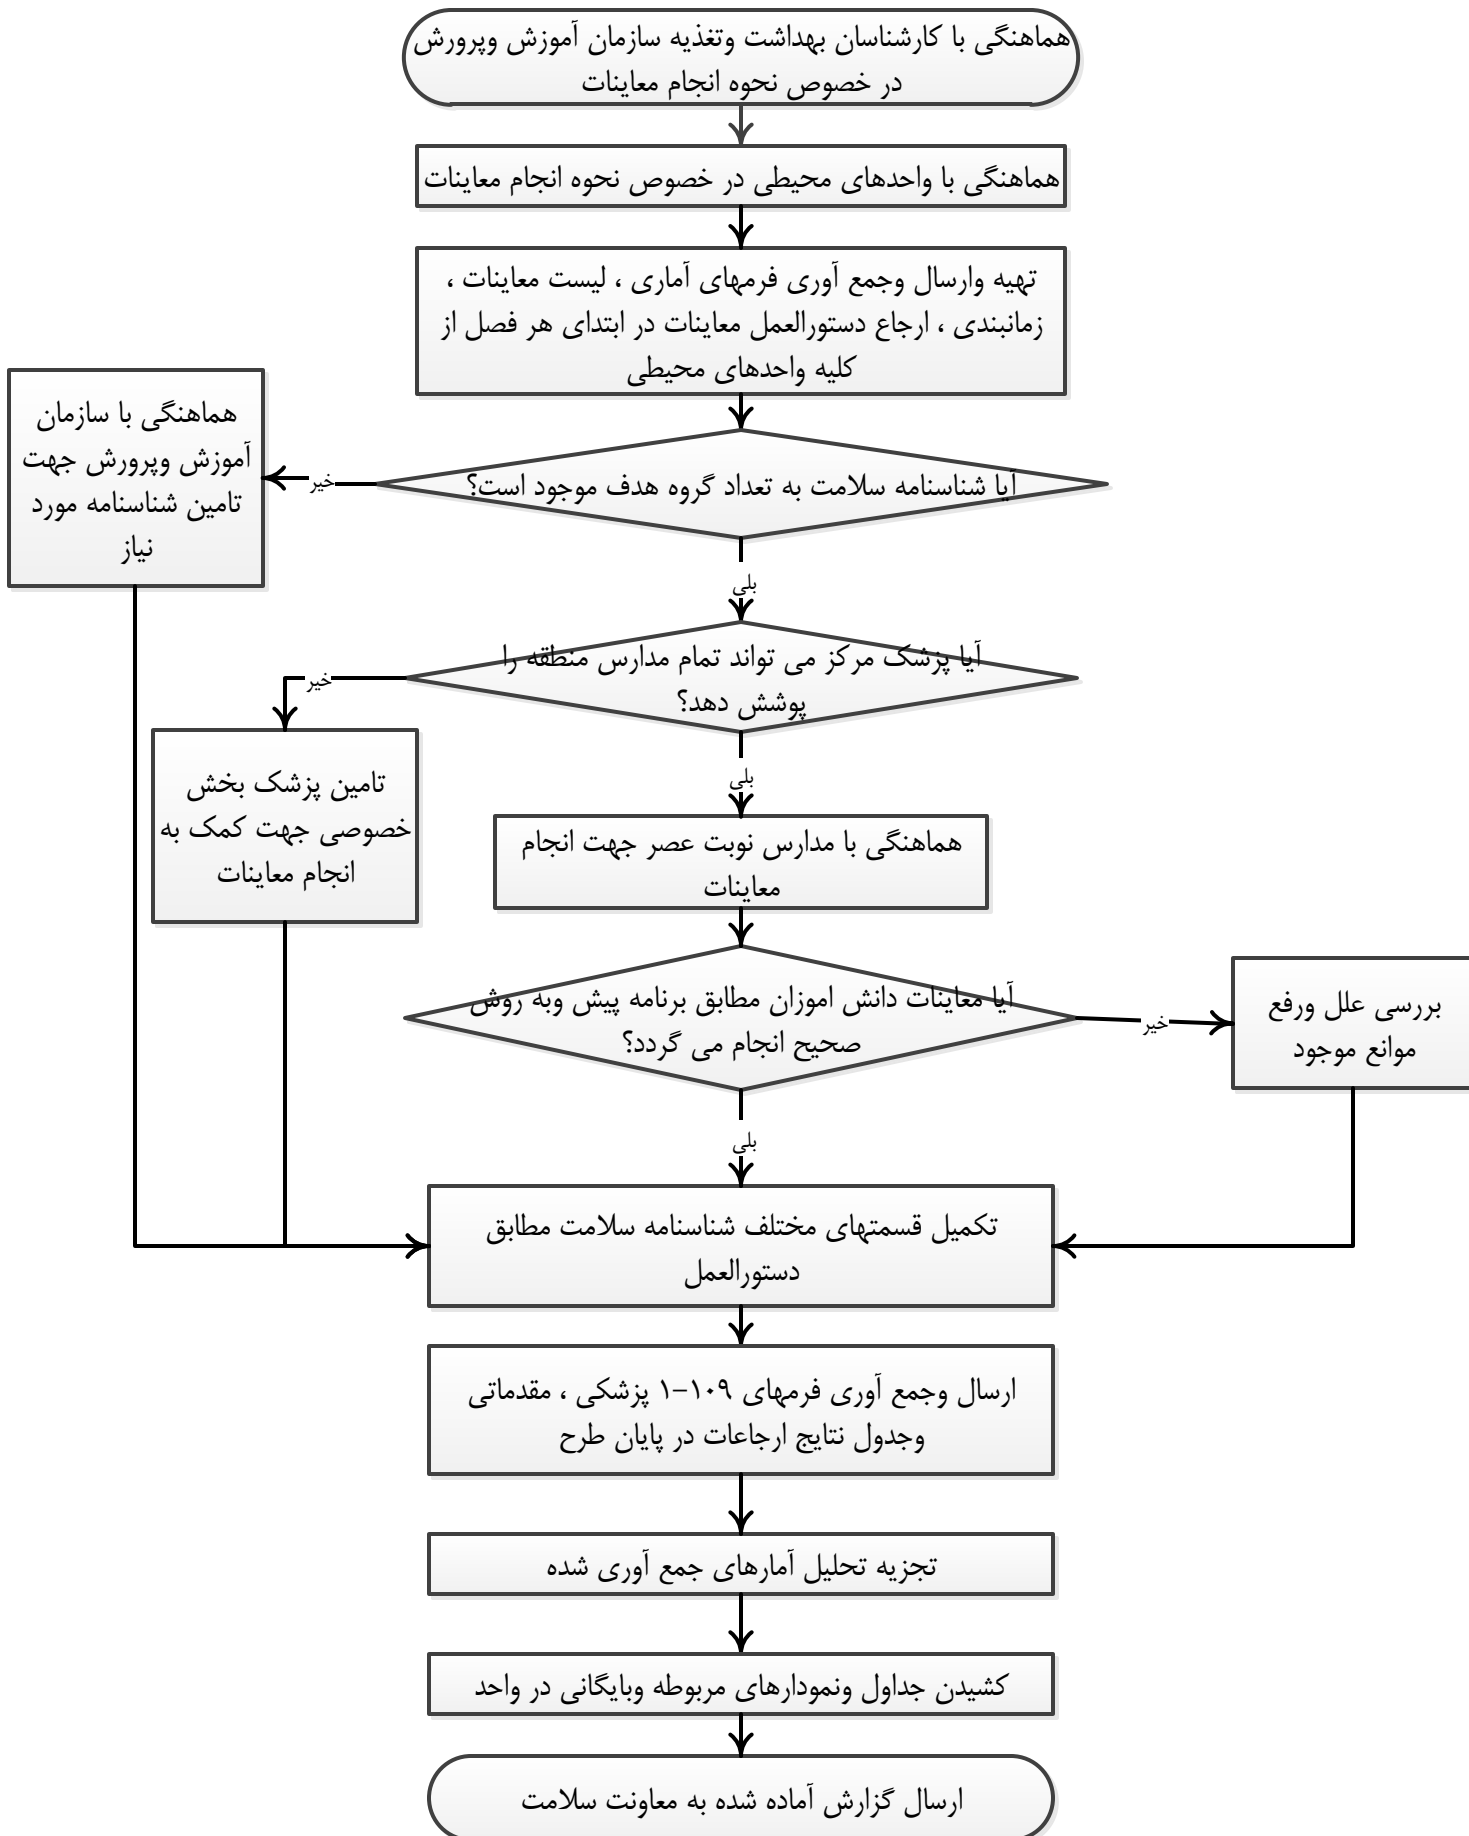 هماهنگی با کارشناسان بهداشت وتغذیه سازمان آموزش وپرورش
در خصوص نحوه انجام معاینات
هماهنگی با واحدهای محیطی در خصوص نحوه انجام معاینات
تهیه وارسال وجمع آوری فرمهای آماری ، لیست معاینات ،
زمانبندی ، ارجاع دستورالعمل معاینات در ابتدای هر فصل از
کلیه واحدهای محیطی
آیا شناسنامه سلامت به تعداد گروه هدف موجود است؟
خیر
هماهنگی با سازمان
آموزش وپرورش جهت
تامین شناسنامه مورد
نیاز
بلی
آیا پزشک مرکز می تواند تمام مدارس منطقه را
پوشش دهد؟
خیر
تامین پزشک بخش
خصوصی جهت کمک به
انجام معاینات
بلی
هماهنگی با مدارس نوبت عصر جهت انجام
معاینات
آیا معاینات دانش اموزان مطابق برنامه پیش وبه روش
صحیح انجام می گردد؟
خیر
بررسی علل ورفع
موانع موجود
بلی
تکمیل قسمتهای مختلف شناسنامه سلامت مطابق
دستورالعمل
ارسال وجمع آوری فرمهای ۱۰۹-۱ پزشکی ، مقدماتی
وجدول نتایج ارجاعات در پایان طرح
تجزیه تحلیل آمارهای جمع آوری شده
کشیدن جداول ونمودارهای مربوطه وبایگانی در واحد
ارسال گزارش آماده شده به معاونت سلامت